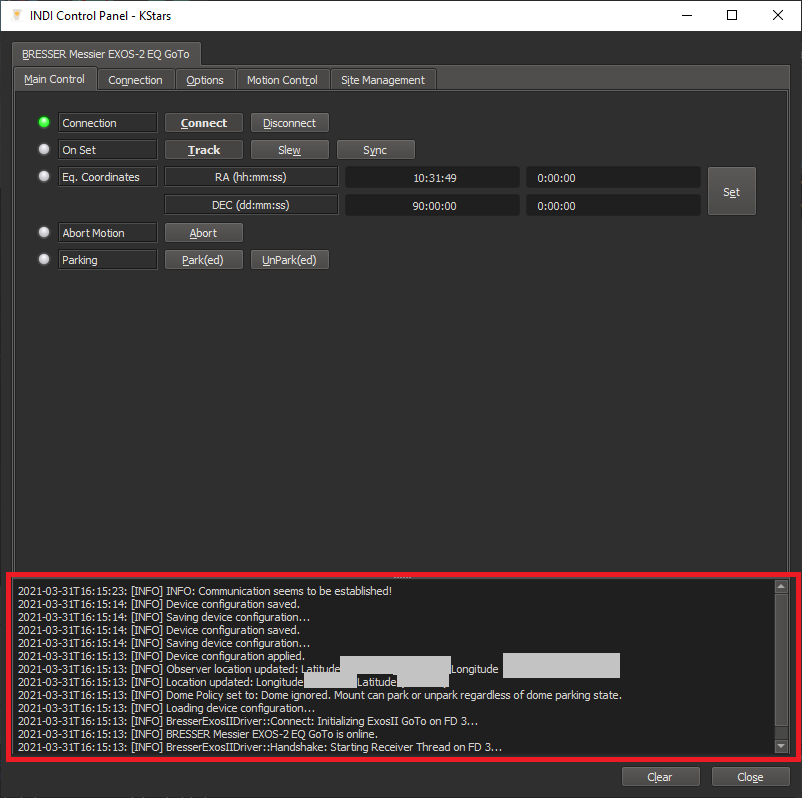 INDI Control Panel - KStars
BRESSER Messier EXOS-2 EQ GoTo
Main Control Connection Options Motion Control Site Management
Connection Connect Disconnect
On Set Track Slew Sync
Eq. Coordinates RA (hh:mm:ss) 10:31:49 0:00:00 Set
DEC (dd:mm:ss) 90:00:00 0:00:00
Abort Motion Abort
Parking Park(ed) UnPark(ed)
2021-03-31T16:15:23: [INFO] INFO: Communication seems to be established!
2021-03-31T16:15:14: [INFO] Device configuration saved.
2021-03-31T16:15:14: [INFO] Saving device configuration...
2021-03-31T16:15:14: [INFO] Device configuration saved.
2021-03-31T16:15:14: [INFO] Saving device configuration...
2021-03-31T16:15:13: [INFO] Device configuration applied.
2021-03-31T16:15:13: [INFO] Observer location updated: Latitude Longitude
2021-03-31T16:15:13: [INFO] Location updated: Longitude Latitude
2021-03-31T16:15:13: [INFO] Dome Policy set to: Dome ignored. Mount can park or unpark regardless of dome parking state.
2021-03-31T16:15:13: [INFO] Loading device configuration...
2021-03-31T16:15:13: [INFO] BresserExosIIDriver::Connect: Initializing ExosII GoTo on FD 3...
2021-03-31T16:15:13: [INFO] BRESSER Messier EXOS-2 EQ GoTo is online.
2021-03-31T16:15:13: [INFO] BresserExosIIDriver::Handshake: Starting Receiver Thread on FD 3...
Clear Close